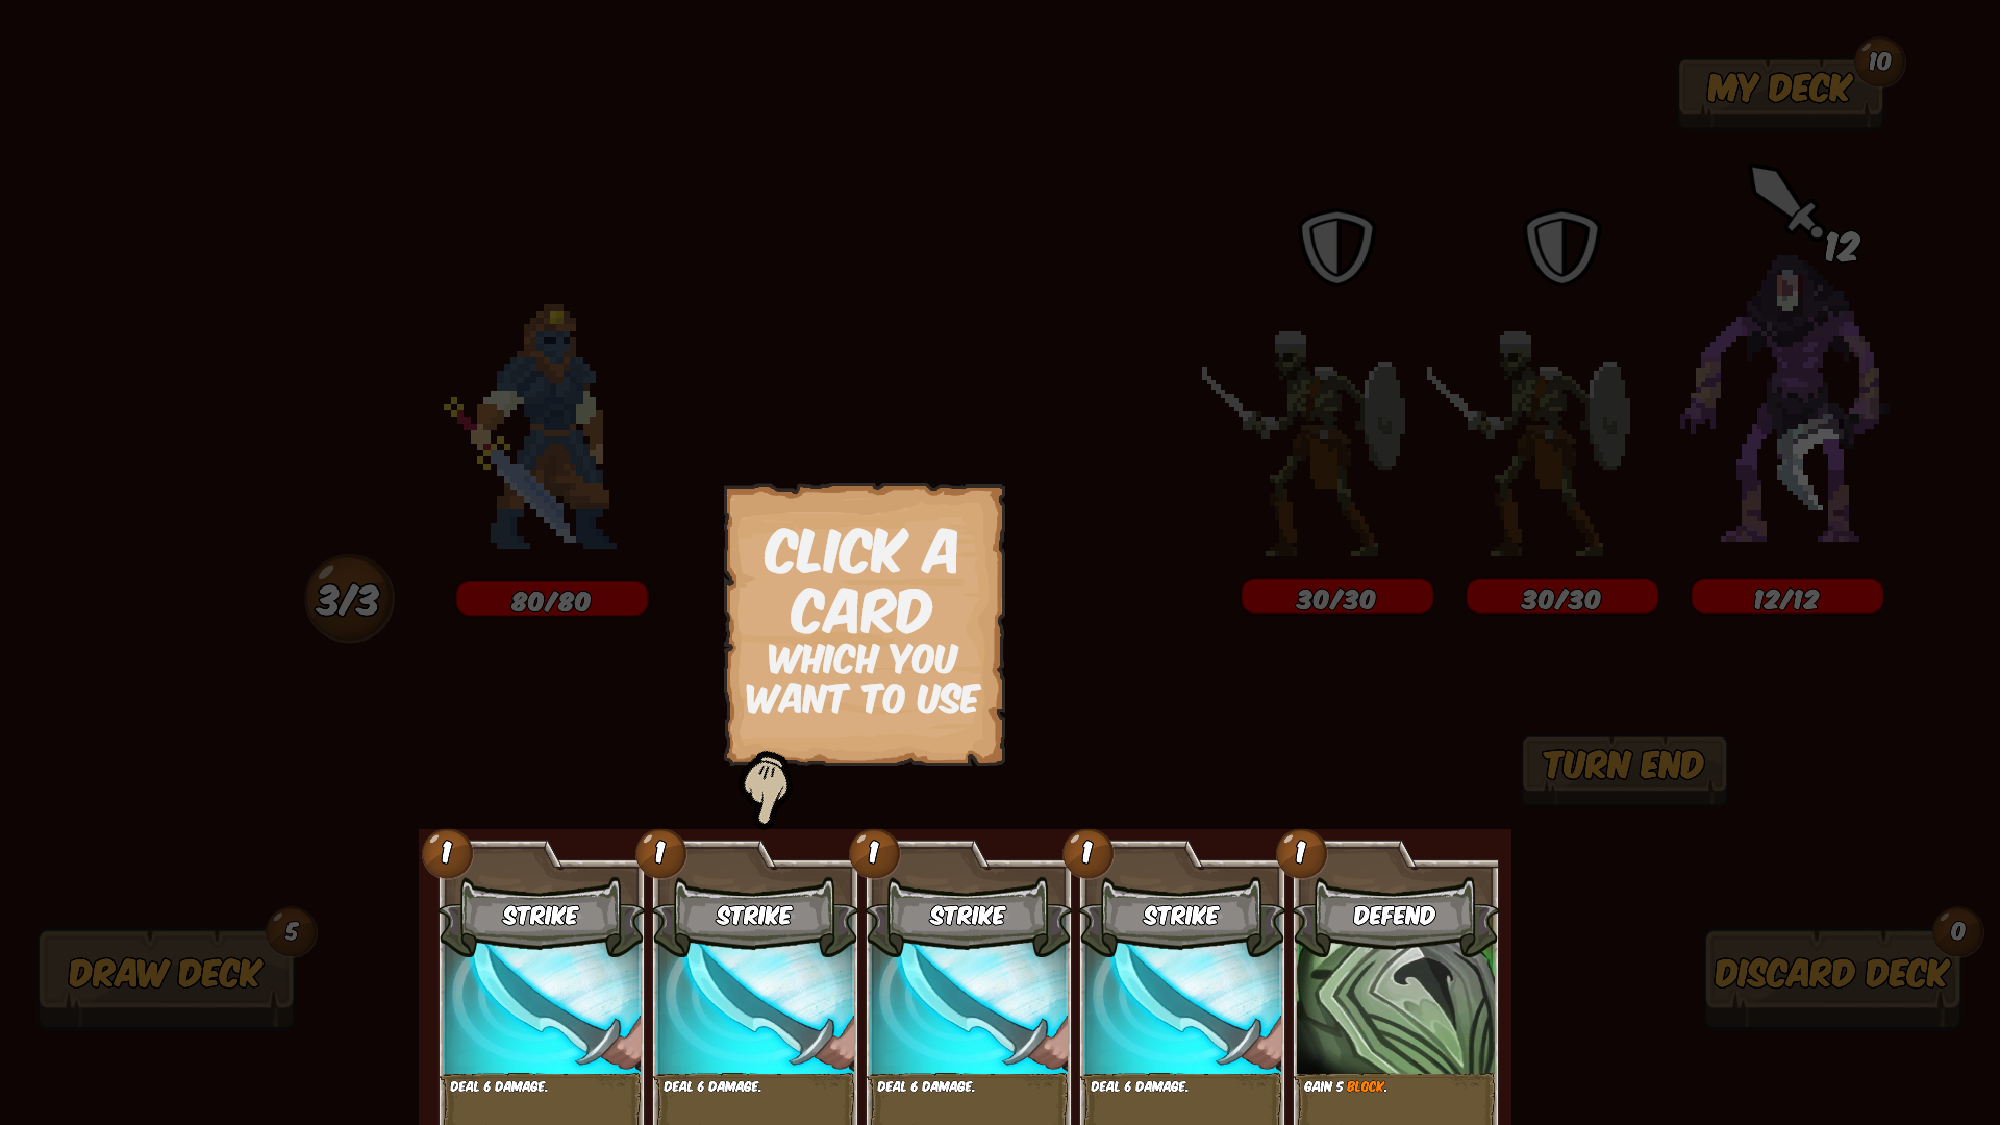 10
MY DECK
12
3/3
80/80
30/30
30/30
12/12
CLICK A
CARD
WHICH YOU
WANT TO USE
TURN END
1
1
1
1
1
STRIKE
STRIKE
STRIKE
STRIKE
DEFEND
5
DRAW DECK
0
DISCARD DECK
DEAL 6 DAMAGE.
DEAL 6 DAMAGE.
DEAL 6 DAMAGE.
DEAL 6 DAMAGE.
GAIN 5 BLOCK.